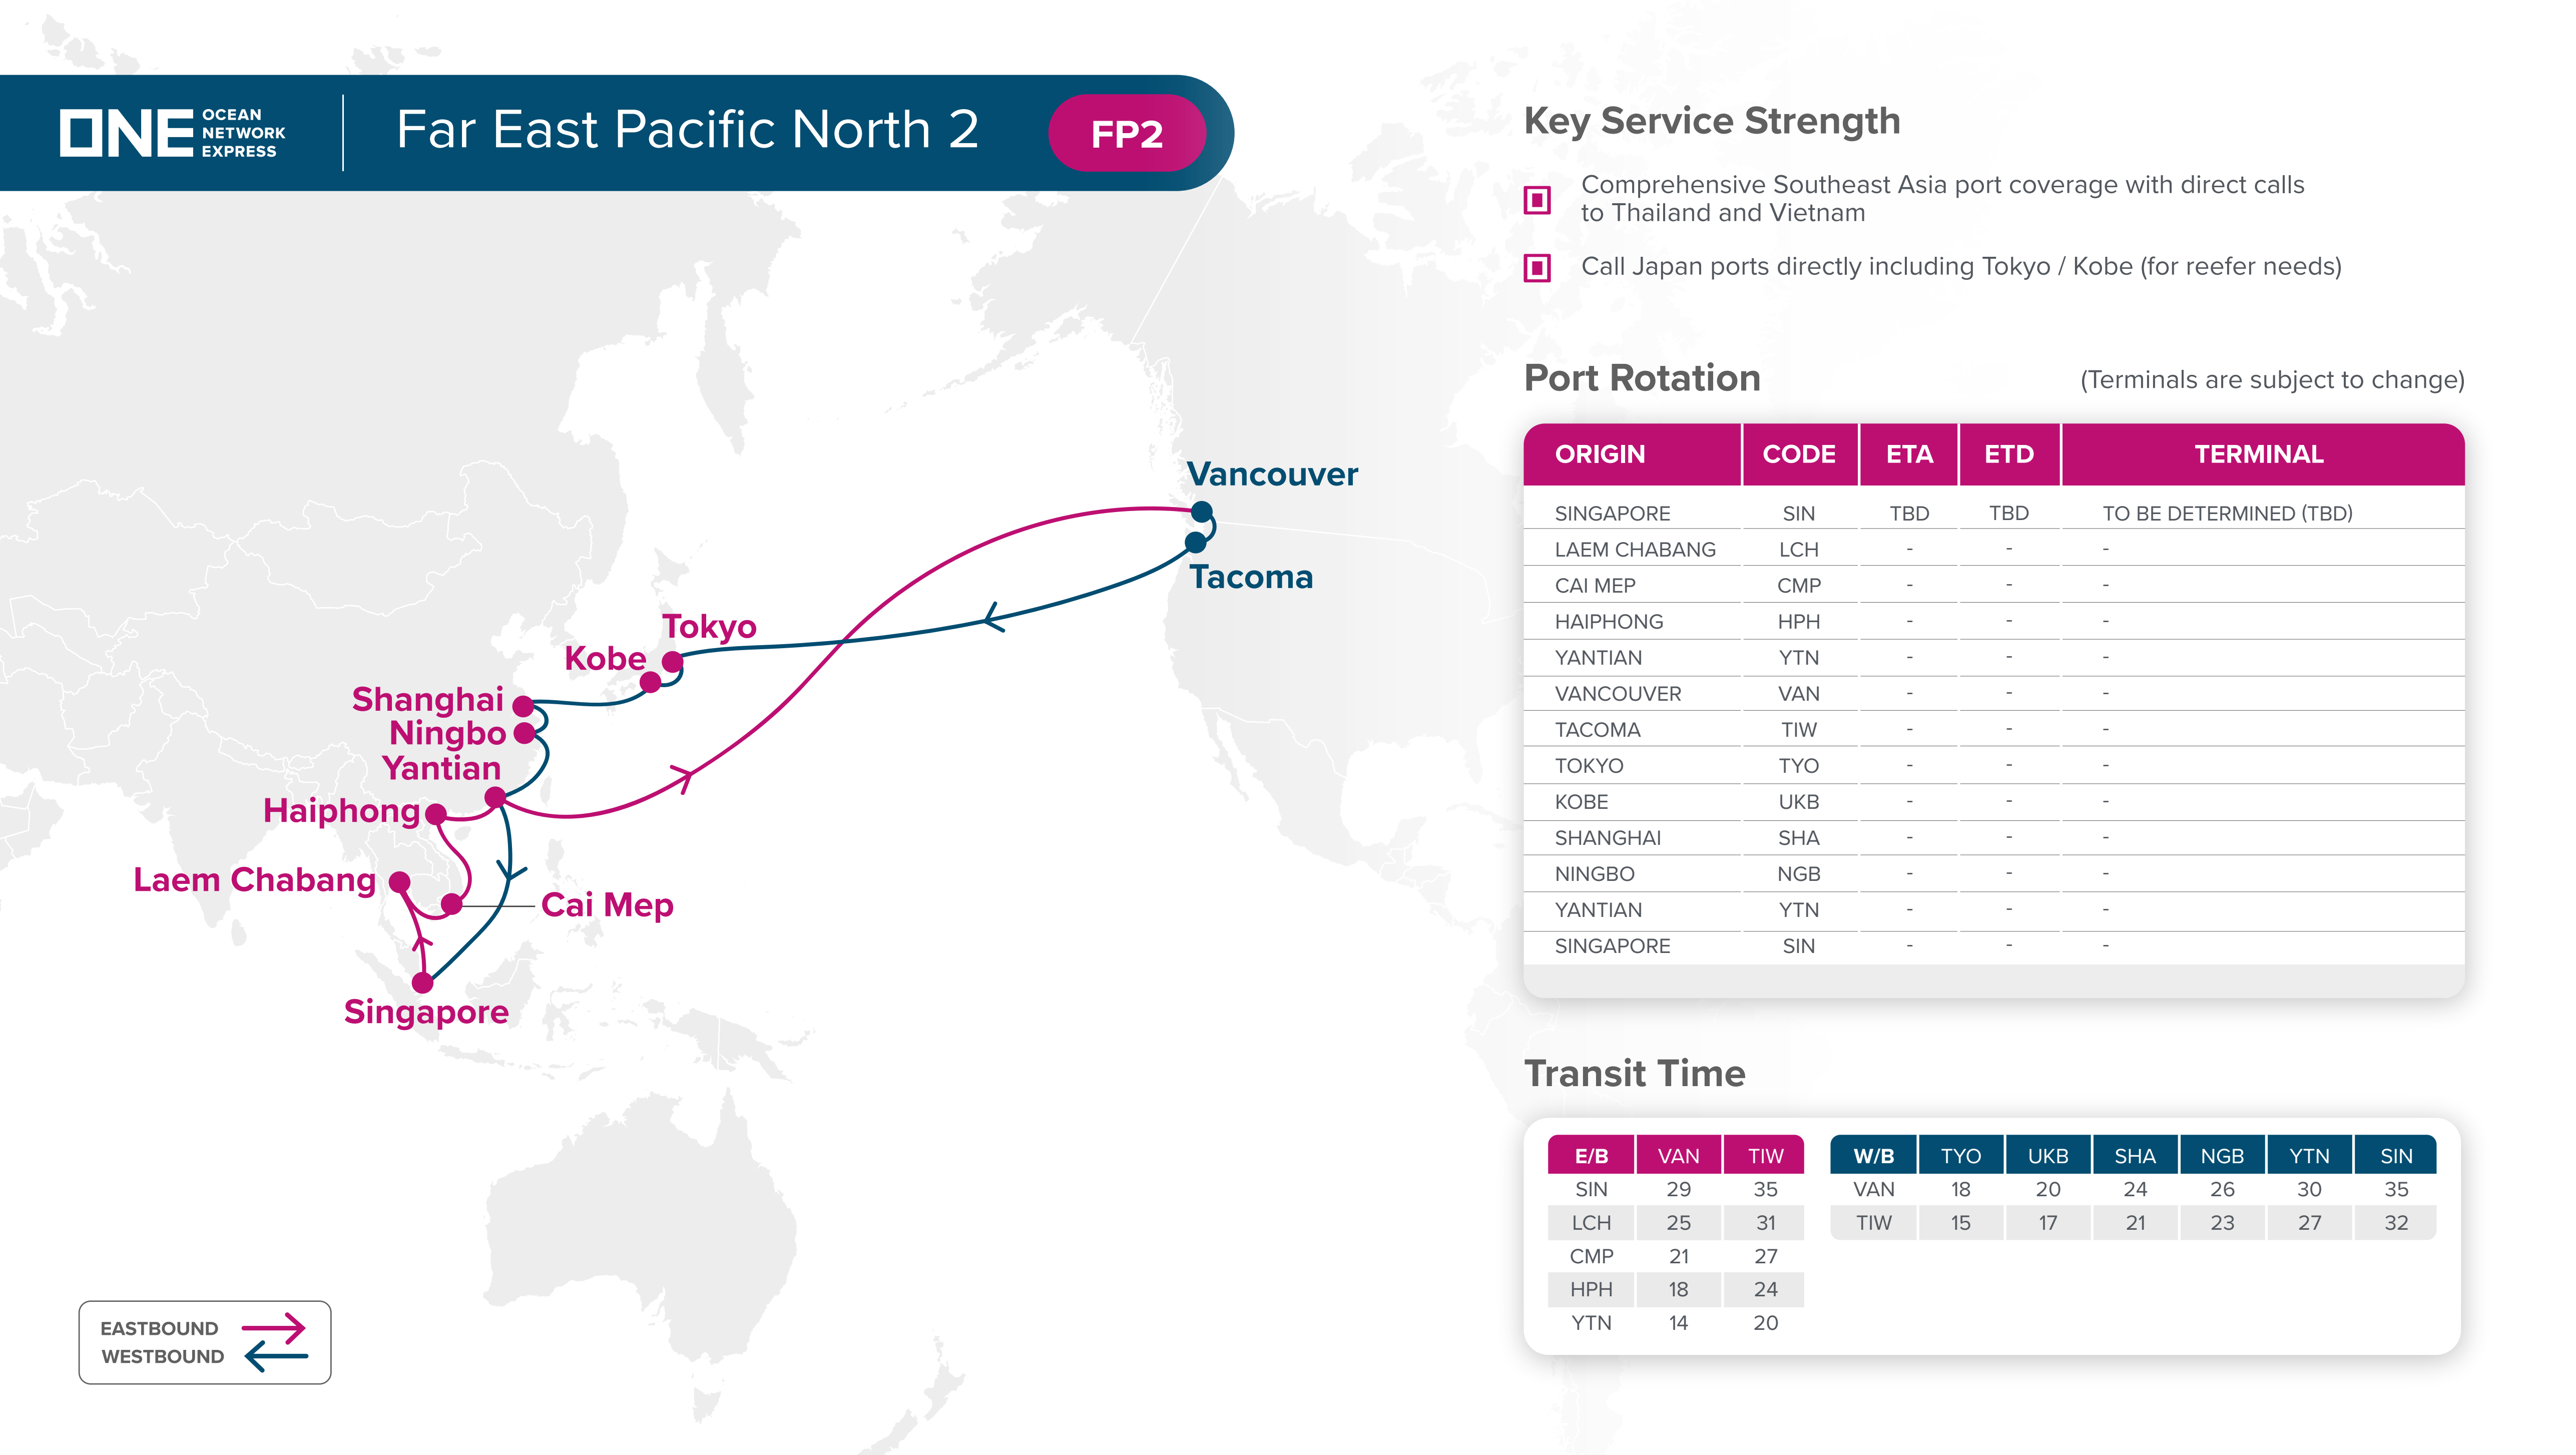 ONE OCEAN
NETWORK
EXPRESS
Far East Pacific North 2
FP2
Vancouver
Tacoma
Tokyo
Kobe
Shanghai
Ningbo
Yantian
Haiphong
Laem Chabang
Cai Mep
Singapore
EASTBOUND
WESTBOUND
Key Service Strength
Comprehensive Southeast Asia port coverage with direct calls
to Thailand and Vietnam
Call Japan ports directly including Tokyo / Kobe (for reefer needs)
Port Rotation (Terminals are subject to change)
ORIGIN CODE ETA ETD TERMINAL
SINGAPORE SIN TBD TBD TO BE DETERMINED (TBD)
LAEM CHABANG LCH - - -
CAI MEP CMP - - -
HAIPHONG HPH - - -
YANTIAN YTN - - -
VANCOUVER VAN - - -
TACOMA TIW - - -
TOKYO TYO - - -
KOBE UKB - - -
SHANGHAI SHA - - -
NINGBO NGB - - -
YANTIAN YTN - - -
SINGAPORE SIN - - -
Transit Time
E/B VAN TIW
SIN 29 35
LCH 25 31
CMP 21 27
HPH 18 24
YTN 14 20
W/B TYO UKB SHA NGB YTN SIN
VAN 18 20 24 26 30 35
TIW 15 17 21 23 27 32